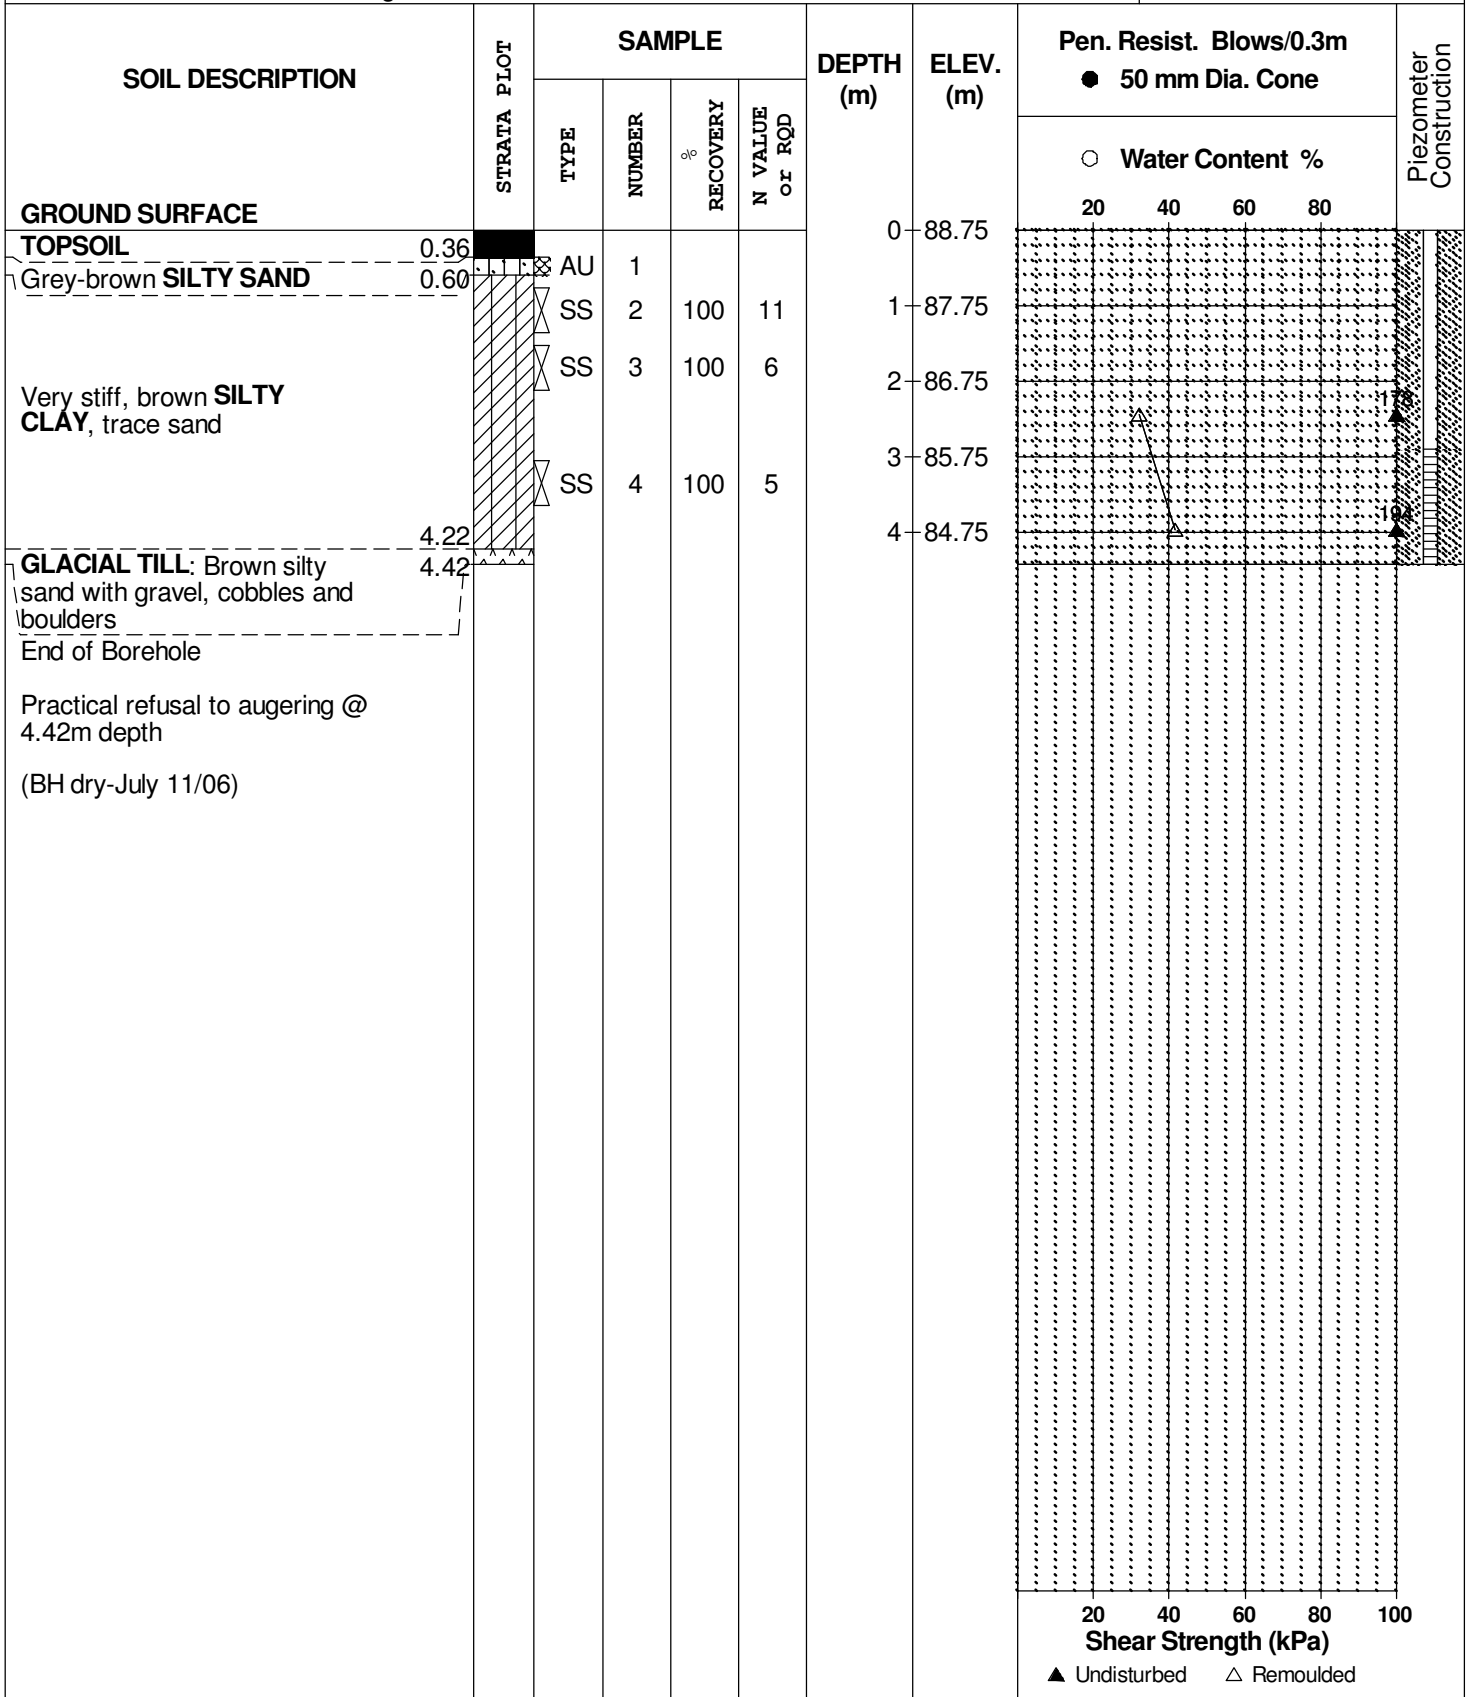 SOIL DESCRIPTION
STRATA PLOT
SAMPLE
TYPE
NUMBER
% RECOVERY
N VALUE or RQD
DEPTH (m)
ELEV. (m)
Pen. Resist. Blows/0.3m
● 50 mm Dia. Cone
○ Water Content %
20 40 60 80
Piezometer Construction
GROUND SURFACE
0 88.75
TOPSOIL 0.36
AU 1
Grey-brown SILTY SAND 0.60
SS 2 100 11
1 87.75
SS 3 100 6
2 86.75
Very stiff, brown SILTY
CLAY, trace sand
178
3 85.75
SS 4 100 5
194
4 84.75
4.22
GLACIAL TILL: Brown silty 4.42
sand with gravel, cobbles and
boulders
End of Borehole
Practical refusal to augering @
4.42m depth
(BH dry-July 11/06)
20 40 60 80 100
Shear Strength (kPa)
▲ Undisturbed △ Remoulded